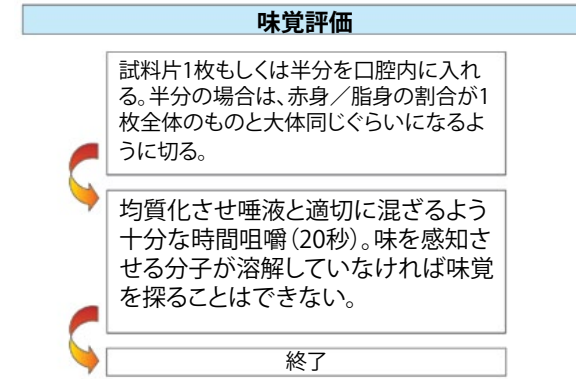 味覚評価
試料片1枚もしくは半分を口腔内に入れ
る。半分の場合は、赤身／脂身の割合が1
枚全体のものと大体同じぐらいになるよ
うに切る。
均質化させ唾液と適切に混ざるよう
十分な時間咀嚼（20秒）。味を感知さ
せる分子が溶解していなければ味覚
を探ることはできない。
終了